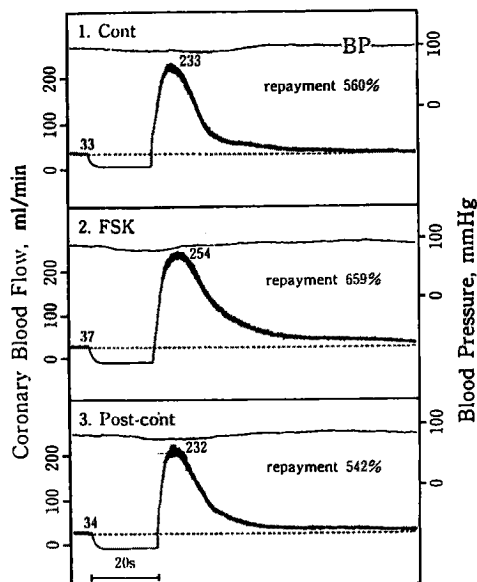 1. Cont
BP
233
repayment 560%
33
200
100
0
100
0
2. FSK
254
repayment 659%
37
200
100
0
100
0
3. Post-cont
232
repayment 542%
34
200
100
0
100
0
20s
Coronary Blood Flow, ml/min
Blood Pressure, mmHg